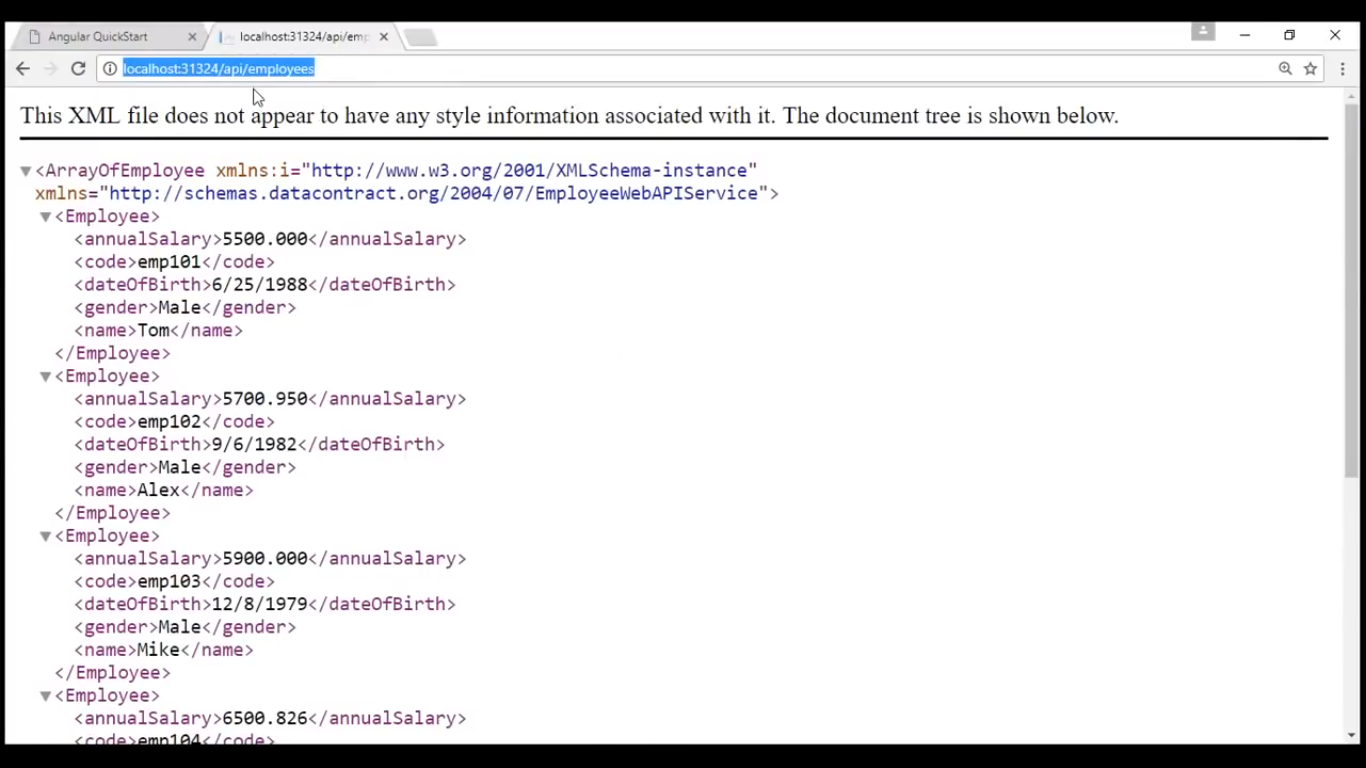 Angular QuickStart
localhost:31324/api/emp
localhost:31324/api/employees
This XML file does not appear to have any style information associated with it. The document tree is shown below.
▼<ArrayOfEmployee xmlns:i="http://www.w3.org/2001/XMLSchema-instance"
xmlns="http://schemas.datacontract.org/2004/07/EmployeeWebAPIService">
▼<Employee>
<annualSalary>5500.000</annualSalary>
<code>emp101</code>
<dateOfBirth>6/25/1988</dateOfBirth>
<gender>Male</gender>
<name>Tom</name>
</Employee>
▼<Employee>
<annualSalary>5700.950</annualSalary>
<code>emp102</code>
<dateOfBirth>9/6/1982</dateOfBirth>
<gender>Male</gender>
<name>Alex</name>
</Employee>
▼<Employee>
<annualSalary>5900.000</annualSalary>
<code>emp103</code>
<dateOfBirth>12/8/1979</dateOfBirth>
<gender>Male</gender>
<name>Mike</name>
</Employee>
▼<Employee>
<annualSalary>6500.826</annualSalary>
<code>emp104</code>